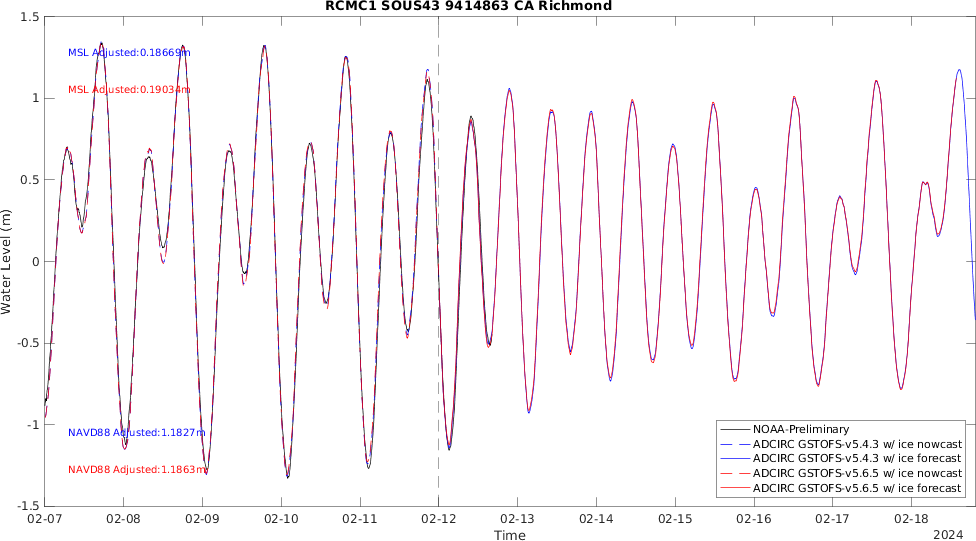 RCMC1 SOUS43 9414863 CA Richmond
1.5
1
0.5
0
-0.5
-1
-1.5
Water Level (m)
MSL Adjusted:0.18669m
MSL Adjusted:0.19034m
NAVD88 Adjusted:1.1827m
NAVD88 Adjusted:1.1863m
NOAA-Preliminary
ADCIRC GSTOFS-v5.4.3 w/ ice nowcast
ADCIRC GSTOFS-v5.4.3 w/ ice forecast
ADCIRC GSTOFS-v5.6.5 w/ ice nowcast
ADCIRC GSTOFS-v5.6.5 w/ ice forecast
02-07 02-08 02-09 02-10 02-11 02-12 02-13 02-14 02-15 02-16 02-17 02-18
Time
2024